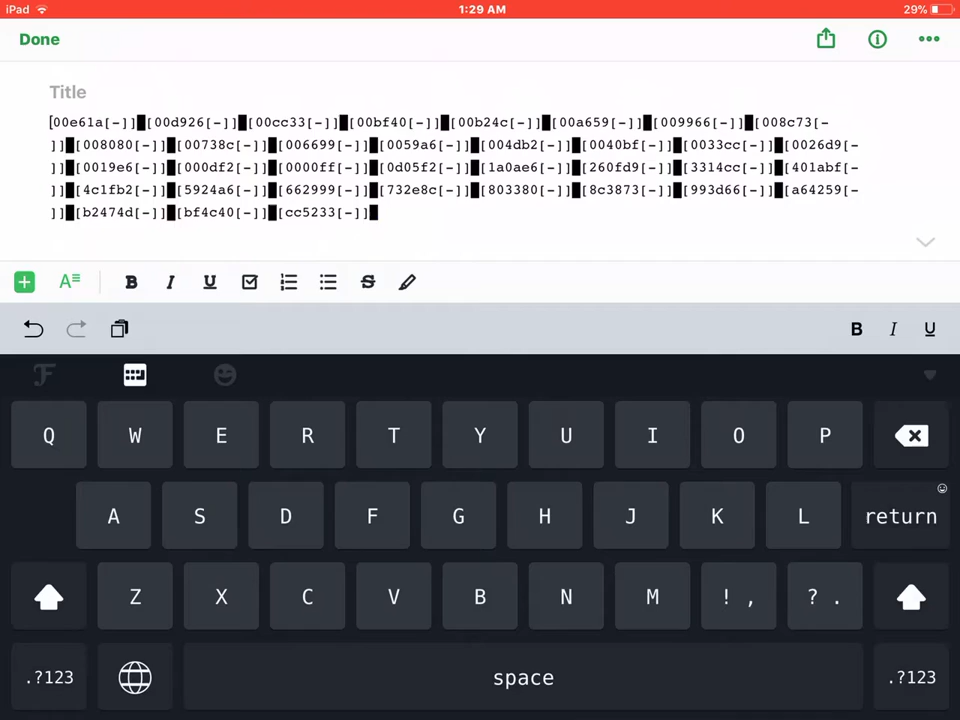 iPad 1:29 AM 29%
Done
Title
[00e61a[-]]█[00d926[-]]█[00cc33[-]]█[00bf40[-]]█[00b24c[-]]█[00a659[-]]█[009966[-]]█[008c73[-
]]█[008080[-]]█[00738c[-]]█[006699[-]]█[0059a6[-]]█[004db2[-]]█[0040bf[-]]█[0033cc[-]]█[0026d9[-
]]█[0019e6[-]]█[000df2[-]]█[0000ff[-]]█[0d05f2[-]]█[1a0ae6[-]]█[260fd9[-]]█[3314cc[-]]█[401abf[-
]]█[4c1fb2[-]]█[5924a6[-]]█[662999[-]]█[732e8c[-]]█[803380[-]]█[8c3873[-]]█[993d66[-]]█[a64259[-
]]█[b2474d[-]]█[bf4c40[-]]█[cc5233[-]]█
A B I U S
B I U
F
Q W E R T Y U I O P
A S D F G H J K L return
Z X C V B N M ! , ? .
.?123 space .?123